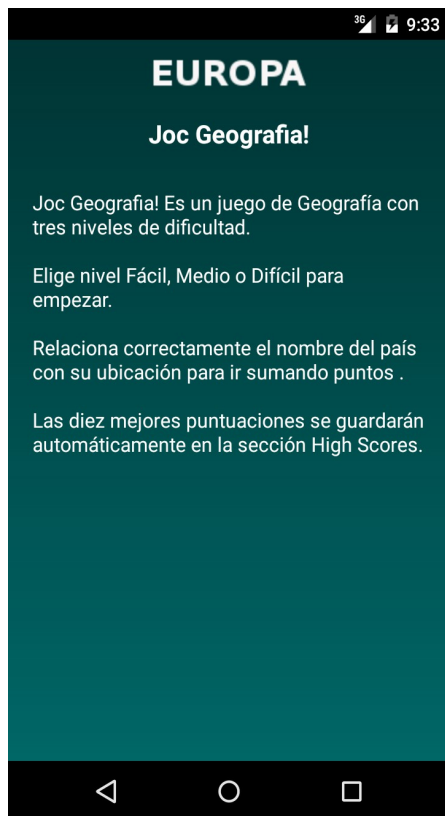 3G 9:33
EUROPA
Joc Geografia!
Joc Geografia! Es un juego de Geografía con
tres niveles de dificultad.
Elige nivel Fácil, Medio o Difícil para
empezar.
Relaciona correctamente el nombre del país
con su ubicación para ir sumando puntos .
Las diez mejores puntuaciones se guardarán
automáticamente en la sección High Scores.